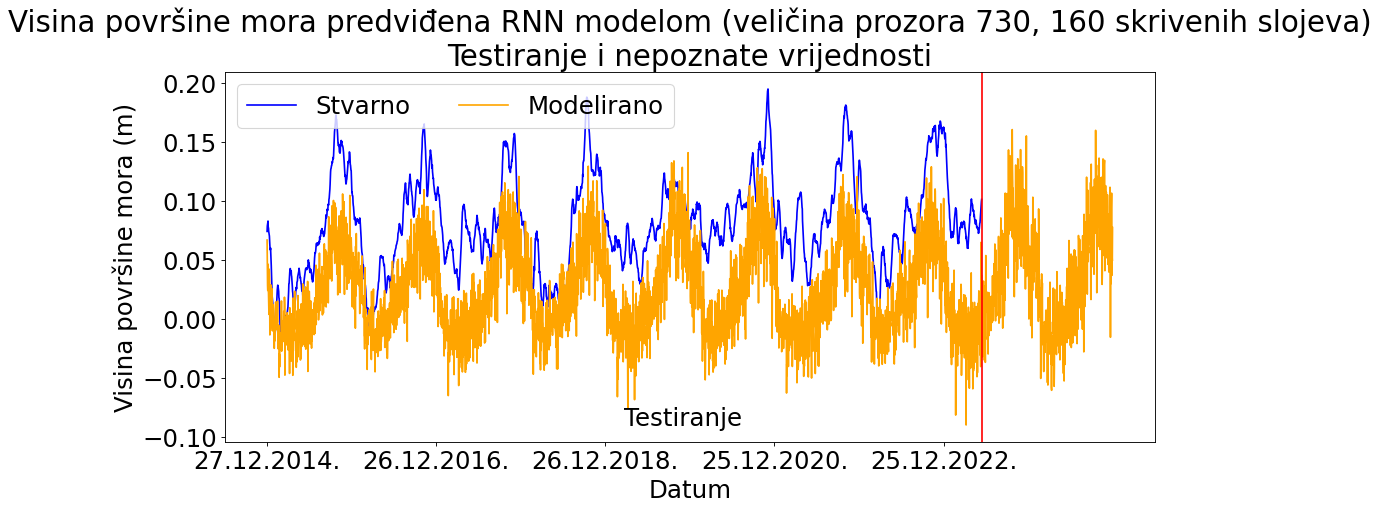 Visina površine mora predviđena RNN modelom (veličina prozora 730, 160 skrivenih slojeva)
Testiranje i nepoznate vrijednosti
Stvarno Modelirano
Visina površine mora (m)
0.20
0.15
0.10
0.05
0.00
−0.05
−0.10
Testiranje
27.12.2014. 26.12.2016. 26.12.2018. 25.12.2020. 25.12.2022.
Datum